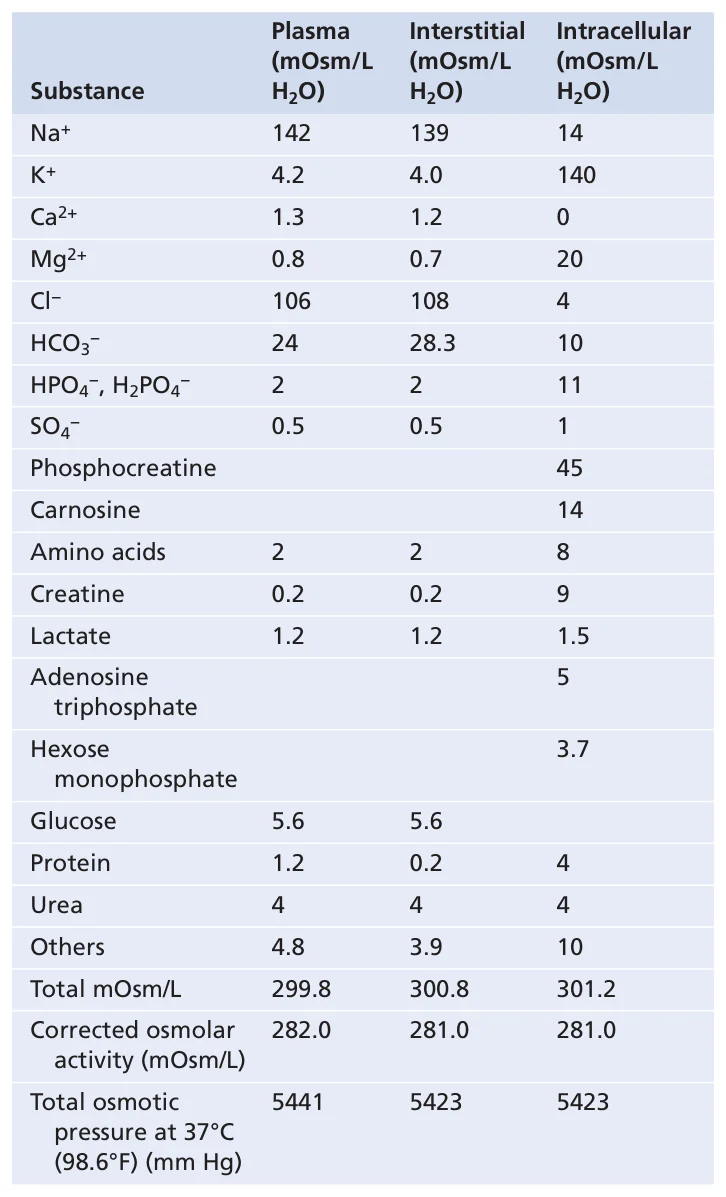 Substance Plasma (mOsm/L H₂O) Interstitial (mOsm/L H₂O) Intracellular (mOsm/L H₂O)
Na⁺ 142 139 14
K⁺ 4.2 4.0 140
Ca²⁺ 1.3 1.2 0
Mg²⁺ 0.8 0.7 20
Cl⁻ 106 108 4
HCO₃⁻ 24 28.3 10
HPO₄⁻, H₂PO₄⁻ 2 2 11
SO₄⁻ 0.5 0.5 1
Phosphocreatine 45
Carnosine 14
Amino acids 2 2 8
Creatine 0.2 0.2 9
Lactate 1.2 1.2 1.5
Adenosine 5
triphosphate
Hexose 3.7
monophosphate
Glucose 5.6 5.6
Protein 1.2 0.2 4
Urea 4 4 4
Others 4.8 3.9 10
Total mOsm/L 299.8 300.8 301.2
Corrected osmolar 282.0 281.0 281.0
activity (mOsm/L)
Total osmotic 5441 5423 5423
pressure at 37°C
(98.6°F) (mm Hg)